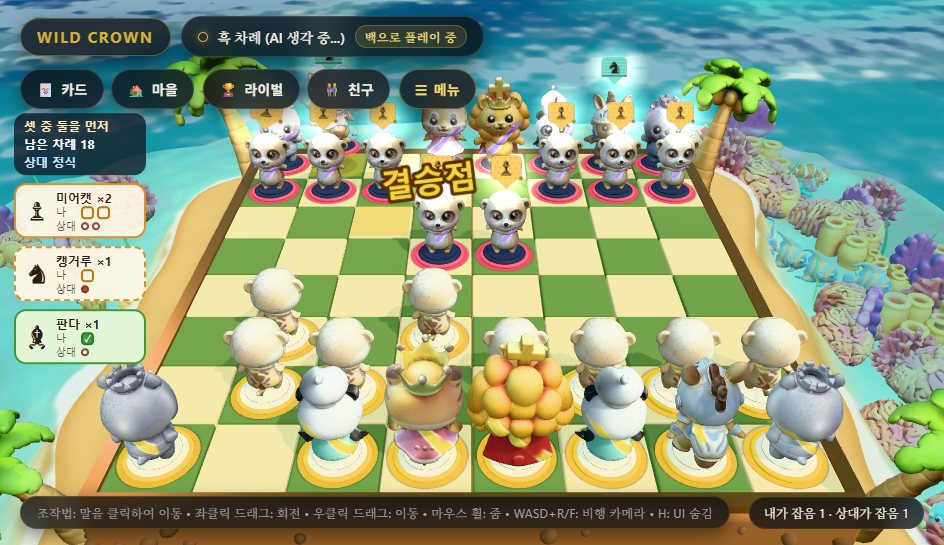 WILD CROWN
흑 차례 (AI 생각 중...)
백으로 플레이 중
카드
마을
라이벌
친구
☰ 메뉴
셋 중 둘을 먼저
남은 차례 18
상대 정식
미어캣 ×2
나
상대
캥거루 ×1
나
상대
판다 ×1
나
상대
결승점
조작법: 말을 클릭하여 이동 • 좌클릭 드래그: 회전 • 우클릭 드래그: 이동 • 마우스 휠: 줌 • WASD+R/F: 비행 카메라 • H: UI 숨김
내가 잡음 1 · 상대가 잡음 1